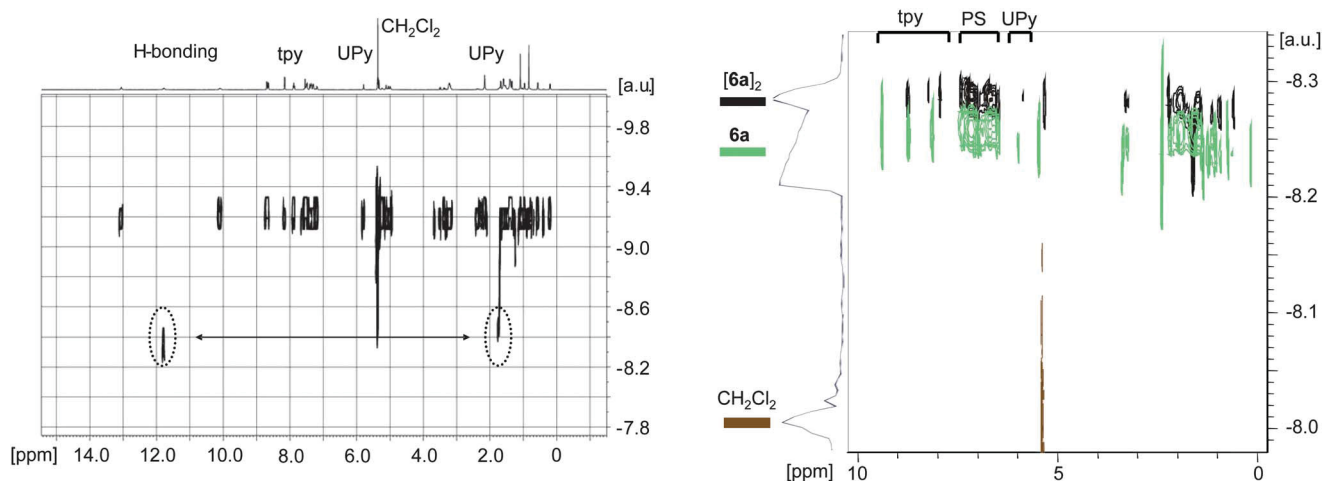 CH2Cl2
H-bonding tpy UPy UPy
[a.u.]
-9.8
-9.4
-9.0
-8.6
-8.2
-7.8
[ppm] 14.0 12.0 10.0 8.0 6.0 4.0 2.0 0
tpy PS UPy
[a.u.]
[6a]2
6a
CH2Cl2
-8.3
-8.2
-8.1
-8.0
[ppm] 10 5 0